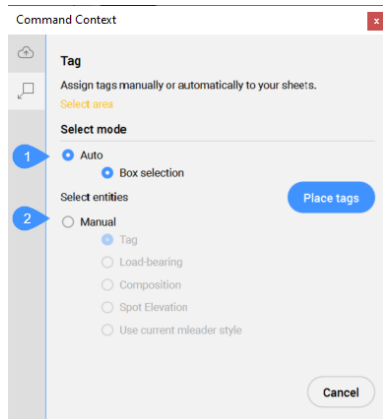 Command Context
x
Tag
Assign tags manually or automatically to your sheets.
Select area
Select mode
1
Auto
Box selection
Select entities
Place tags
2
Manual
Tag
Load-bearing
Composition
Spot Elevation
Use current mleader style
Cancel